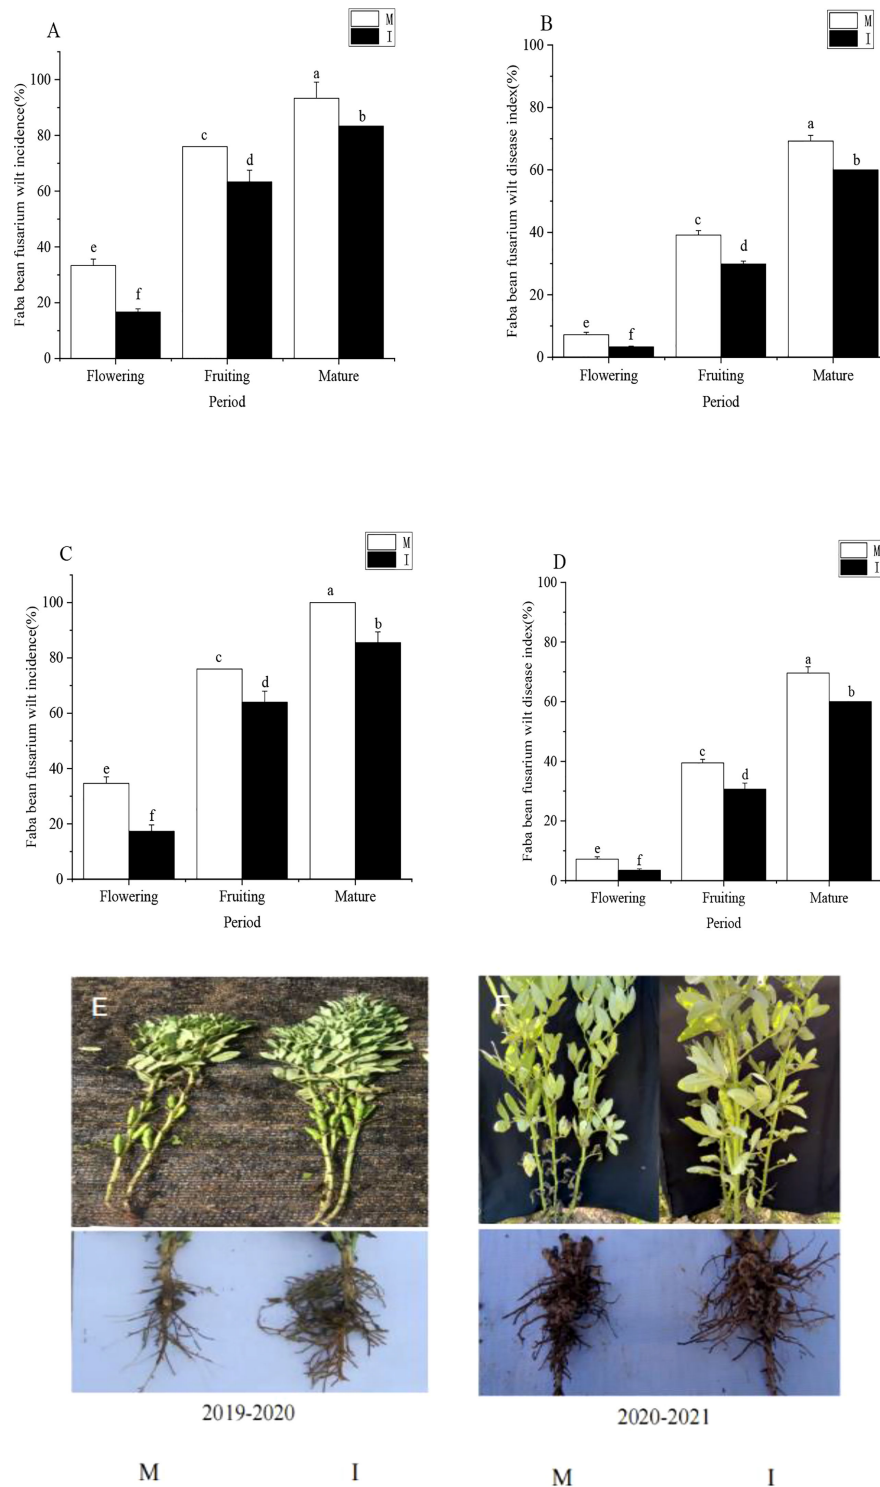 A
M
I
Faba bean fusarium wilt incidence(%)
100
80
60
40
20
0
e
f
c
d
a
b
Flowering
Fruiting
Mature
Period
B
M
I
Faba bean fusarium wilt disease index(%)
100
80
60
40
20
0
e
f
c
d
a
b
Flowering
Fruiting
Mature
Period
C
M
I
Faba bean fusarium wilt incidence(%)
100
80
60
40
20
0
e
f
c
d
a
b
Flowering
Fruiting
Mature
Period
D
M
I
Faba bean fusarium wilt disease index(%)
100
80
60
40
20
0
e
f
c
d
a
b
Flowering
Fruiting
Mature
Period
E
F
2019-2020
2020-2021
M
I
M
I